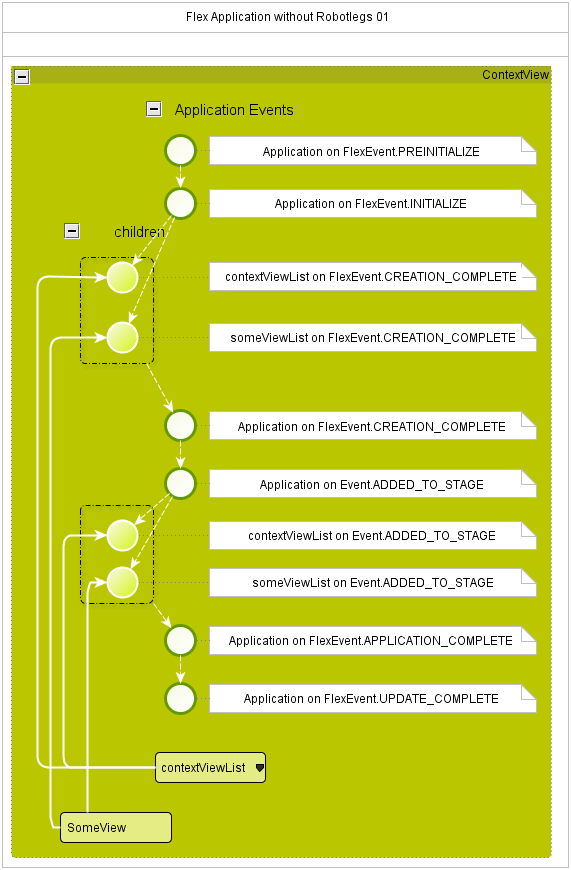 Flex Application without Robotlegs 01
ContextView
Application Events
Application on FlexEvent.PREINITIALIZE
Application on FlexEvent.INITIALIZE
children
contextViewList on FlexEvent.CREATION_COMPLETE
someViewList on FlexEvent.CREATION_COMPLETE
Application on FlexEvent.CREATION_COMPLETE
Application on Event.ADDED_TO_STAGE
contextViewList on Event.ADDED_TO_STAGE
someViewList on Event.ADDED_TO_STAGE
Application on FlexEvent.APPLICATION_COMPLETE
Application on FlexEvent.UPDATE_COMPLETE
contextViewList
SomeView